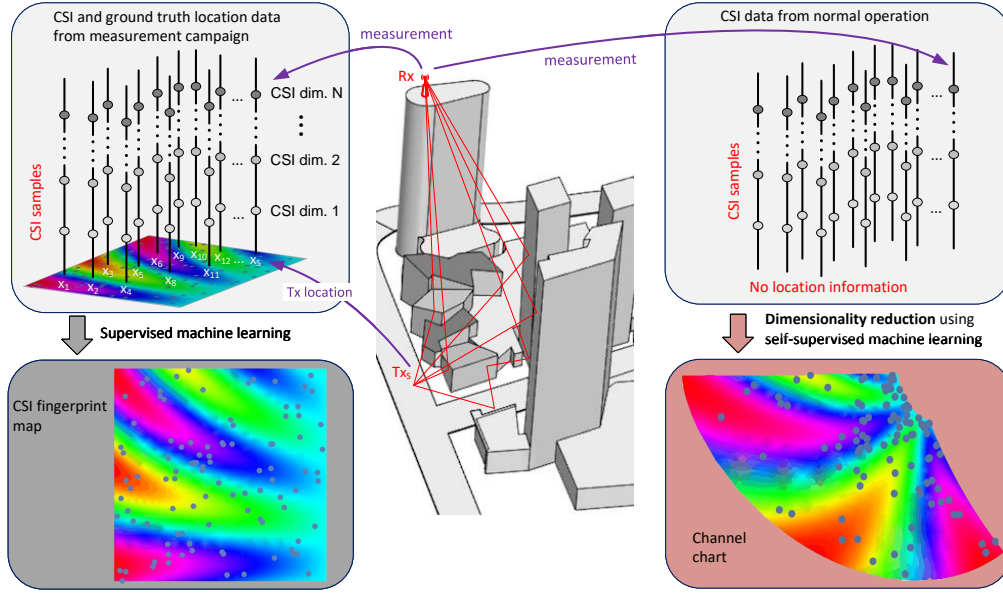 CSI and ground truth location data
from measurement campaign
CSI dim. N
...
CSI dim. 2
...
CSI dim. 1
CSI samples
x1 x2 x3 x4 x5 x6 x8 x9 x10 x11 x12 ... xS
measurement
measurement
Rx
Tx location
TxS
CSI data from normal operation
...
...
CSI samples
No location information
Supervised machine learning
Dimensionality reduction using
self-supervised machine learning
CSI fingerprint
map
Channel
chart